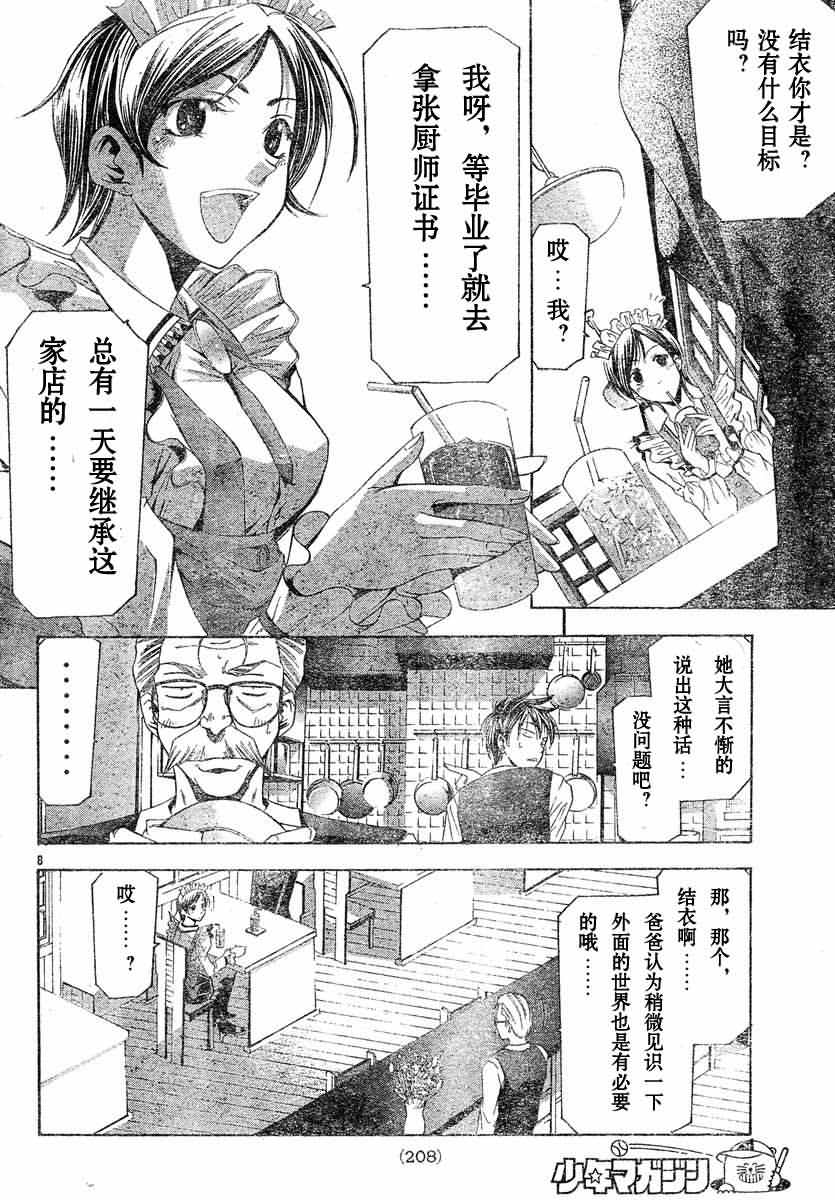 结衣你才是?
没有什么目标
吗?
哎…我?
我呀，等毕业了就去
拿张厨师证书……
总有一天要继承这
家店的……
她大言不惭的
说出这种话…
没问题吧?
………
那，那个，
结衣啊……
爸爸认为稍微见识一下
外面的世界也是有必要
的哦……
哎……?
8
(208)
少年マガジン